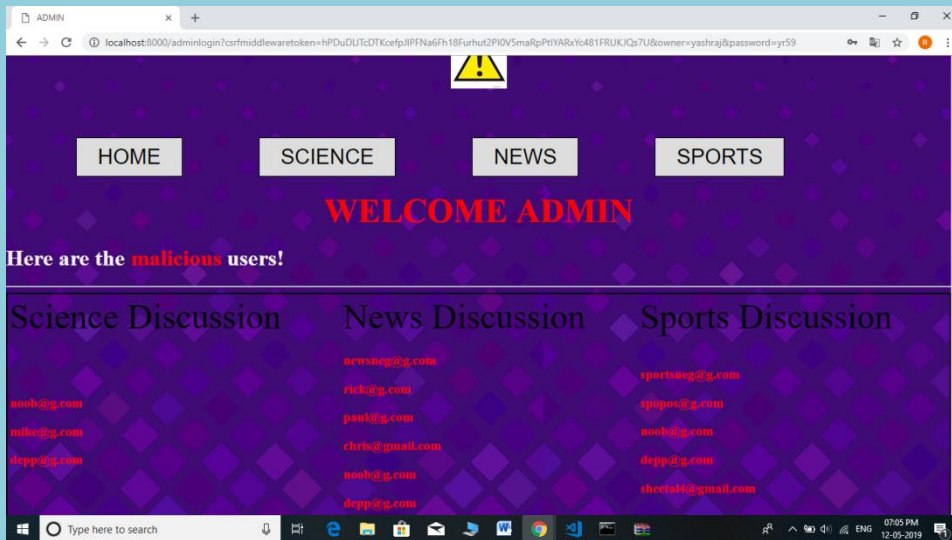 ADMIN
localhost:8000/adminlogin?csrfmiddlewaretoken=hPDuDLITcDTKcefpJIPFNa6Fh18Furhut2PI0V5maRpPtlYARxYc481FRUKJQs7U&owner=yashraj&password=yr59
R
HOME SCIENCE NEWS SPORTS
WELCOME ADMIN
Here are the malicious users!
Science Discussion
noob@g.com
mike@g.com
depp@g.com
News Discussion
newsneg@g.com
rick@g.com
paul@g.com
chris@gmail.com
noob@g.com
depp@g.com
Sports Discussion
sportsneg@g.com
spopos@g.com
noob@g.com
depp@g.com
sheetal4@gmail.com
Type here to search
ENG
07:05 PM
12-05-2019